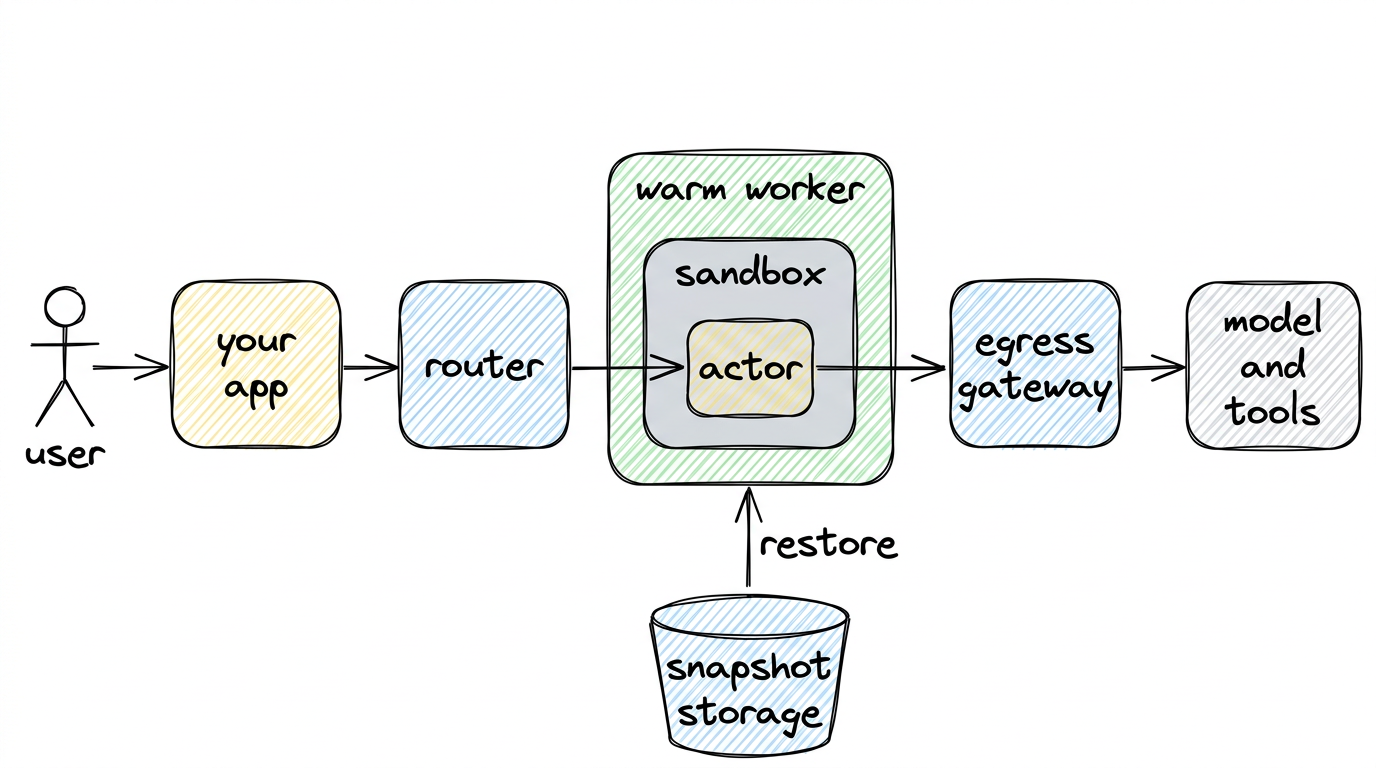 warm worker
sandbox
user
your
app
router
actor
egress
gateway
model
and
tools
restore
snapshot
storage